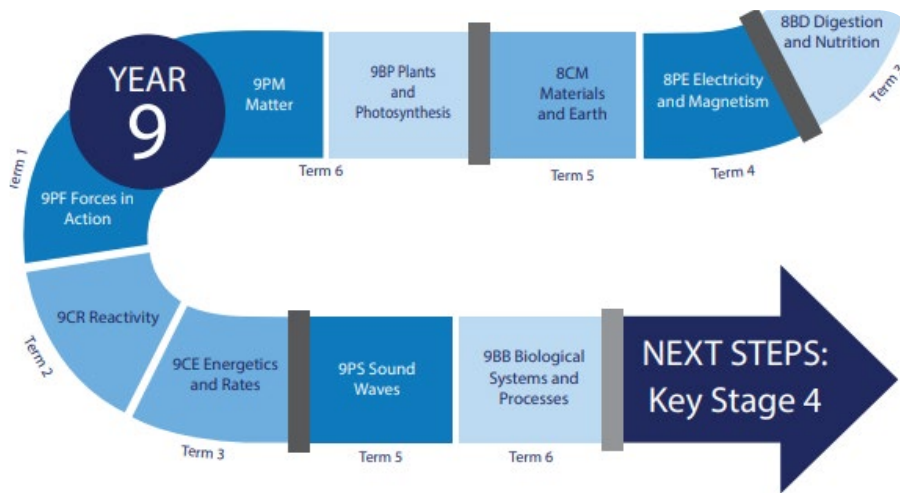 8BD Digestion
and Nutrition
Term 3
8PE Electricity
and Magnetism
Term 4
8CM
Materials
and Earth
Term 5
9BP Plants
and
Photosynthesis
9PM
Matter
Term 6
YEAR
9
Term 1
9PF Forces in
Action
9CR Reactivity
Term 2
9CE Energetics
and Rates
Term 3
9PS Sound
Waves
Term 5
9BB Biological
Systems and
Processes
Term 6
NEXT STEPS:
Key Stage 4